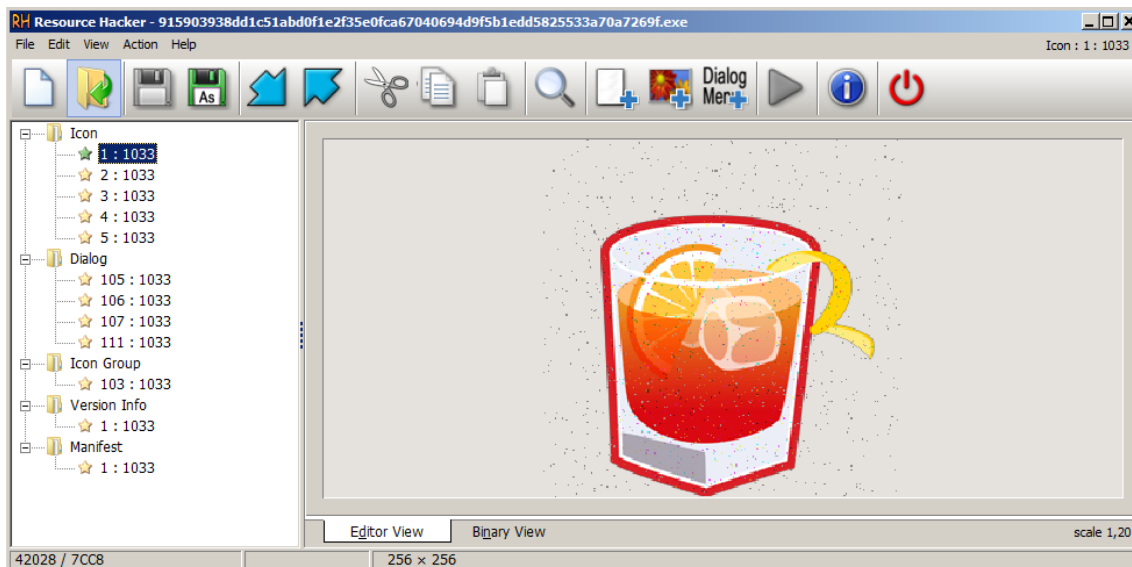 RH Resource Hacker - 915903938dd1c51abd0f1e2f35e0fca67040694d9f5b1edd5825533a70a7269f.exe
File Edit View Action Help
Icon : 1 : 1033
As
Dialog
Menu
Icon
1 : 1033
2 : 1033
3 : 1033
4 : 1033
5 : 1033
Dialog
105 : 1033
106 : 1033
107 : 1033
111 : 1033
Icon Group
103 : 1033
Version Info
1 : 1033
Manifest
1 : 1033
Editor View Binary View
scale 1,20
42028 / 7CC8
256 × 256